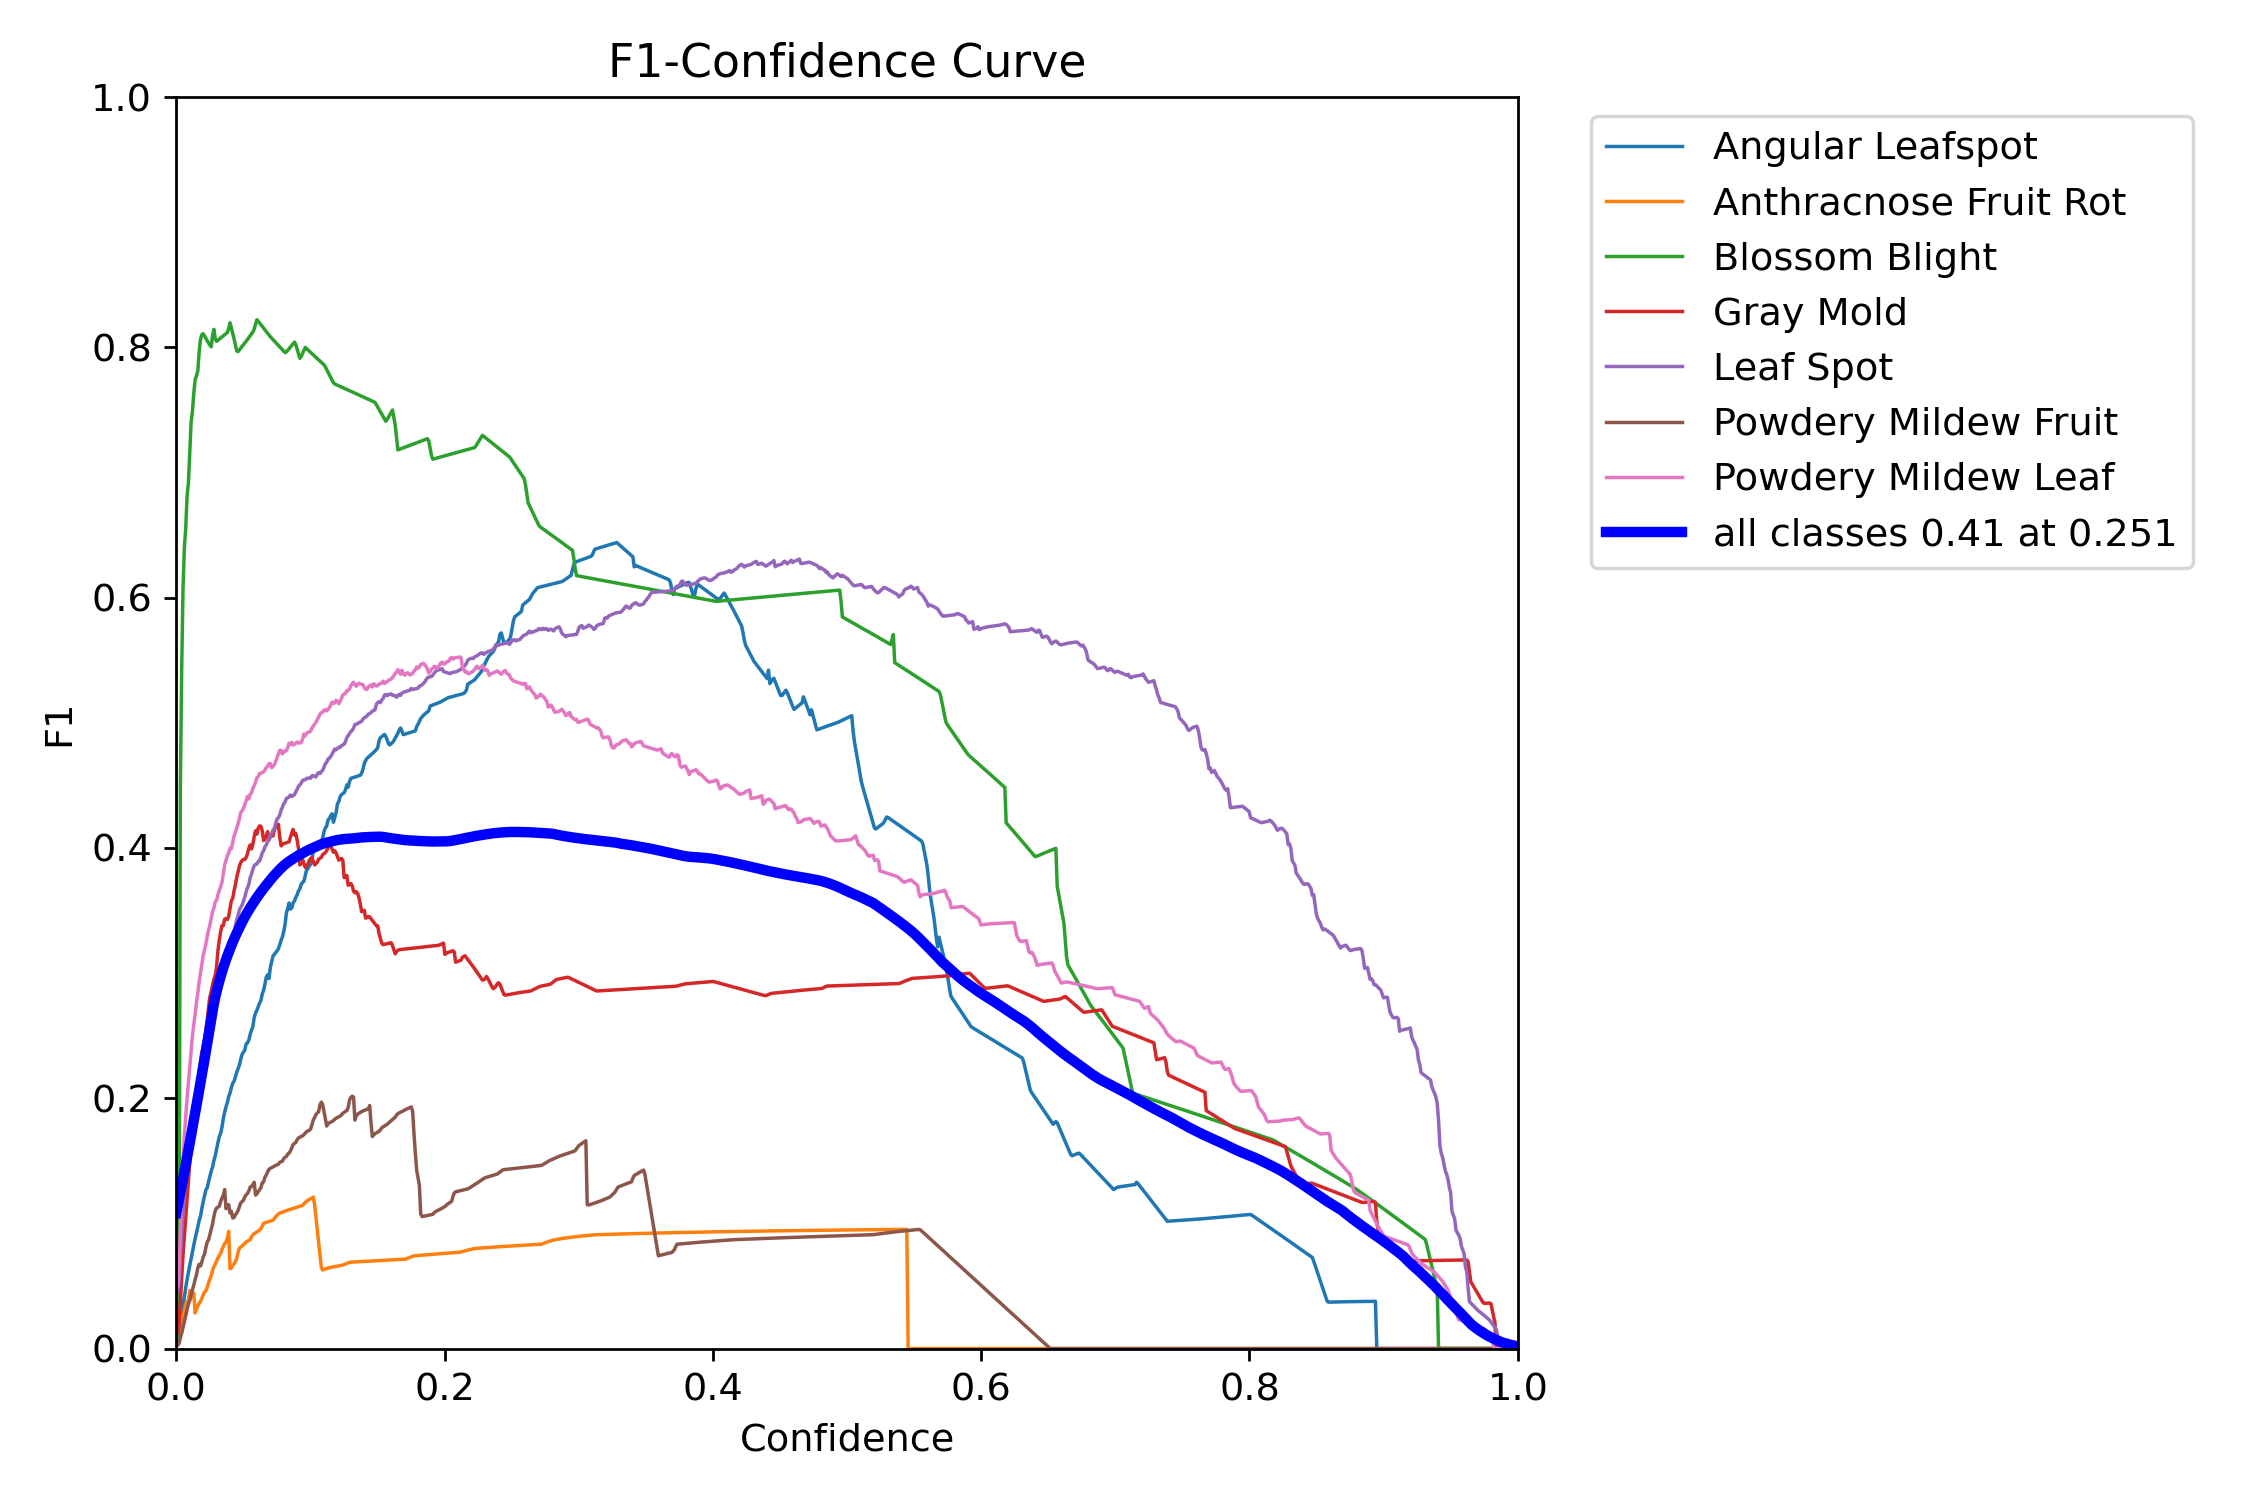 F1-Confidence Curve
1.0
0.8
0.6
0.4
0.2
0.0
F1
0.0 0.2 0.4 0.6 0.8 1.0
Confidence
Angular Leafspot
Anthracnose Fruit Rot
Blossom Blight
Gray Mold
Leaf Spot
Powdery Mildew Fruit
Powdery Mildew Leaf
all classes 0.41 at 0.251